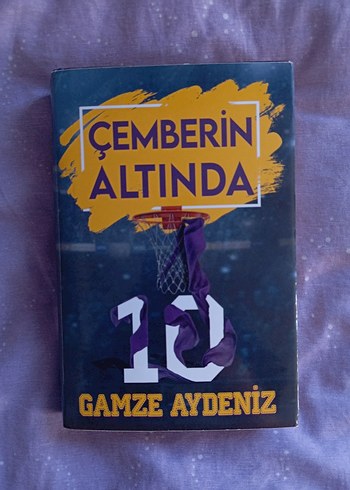 ÇEMBERİN
ALTINDA
10
GAMZE AYDENİZ